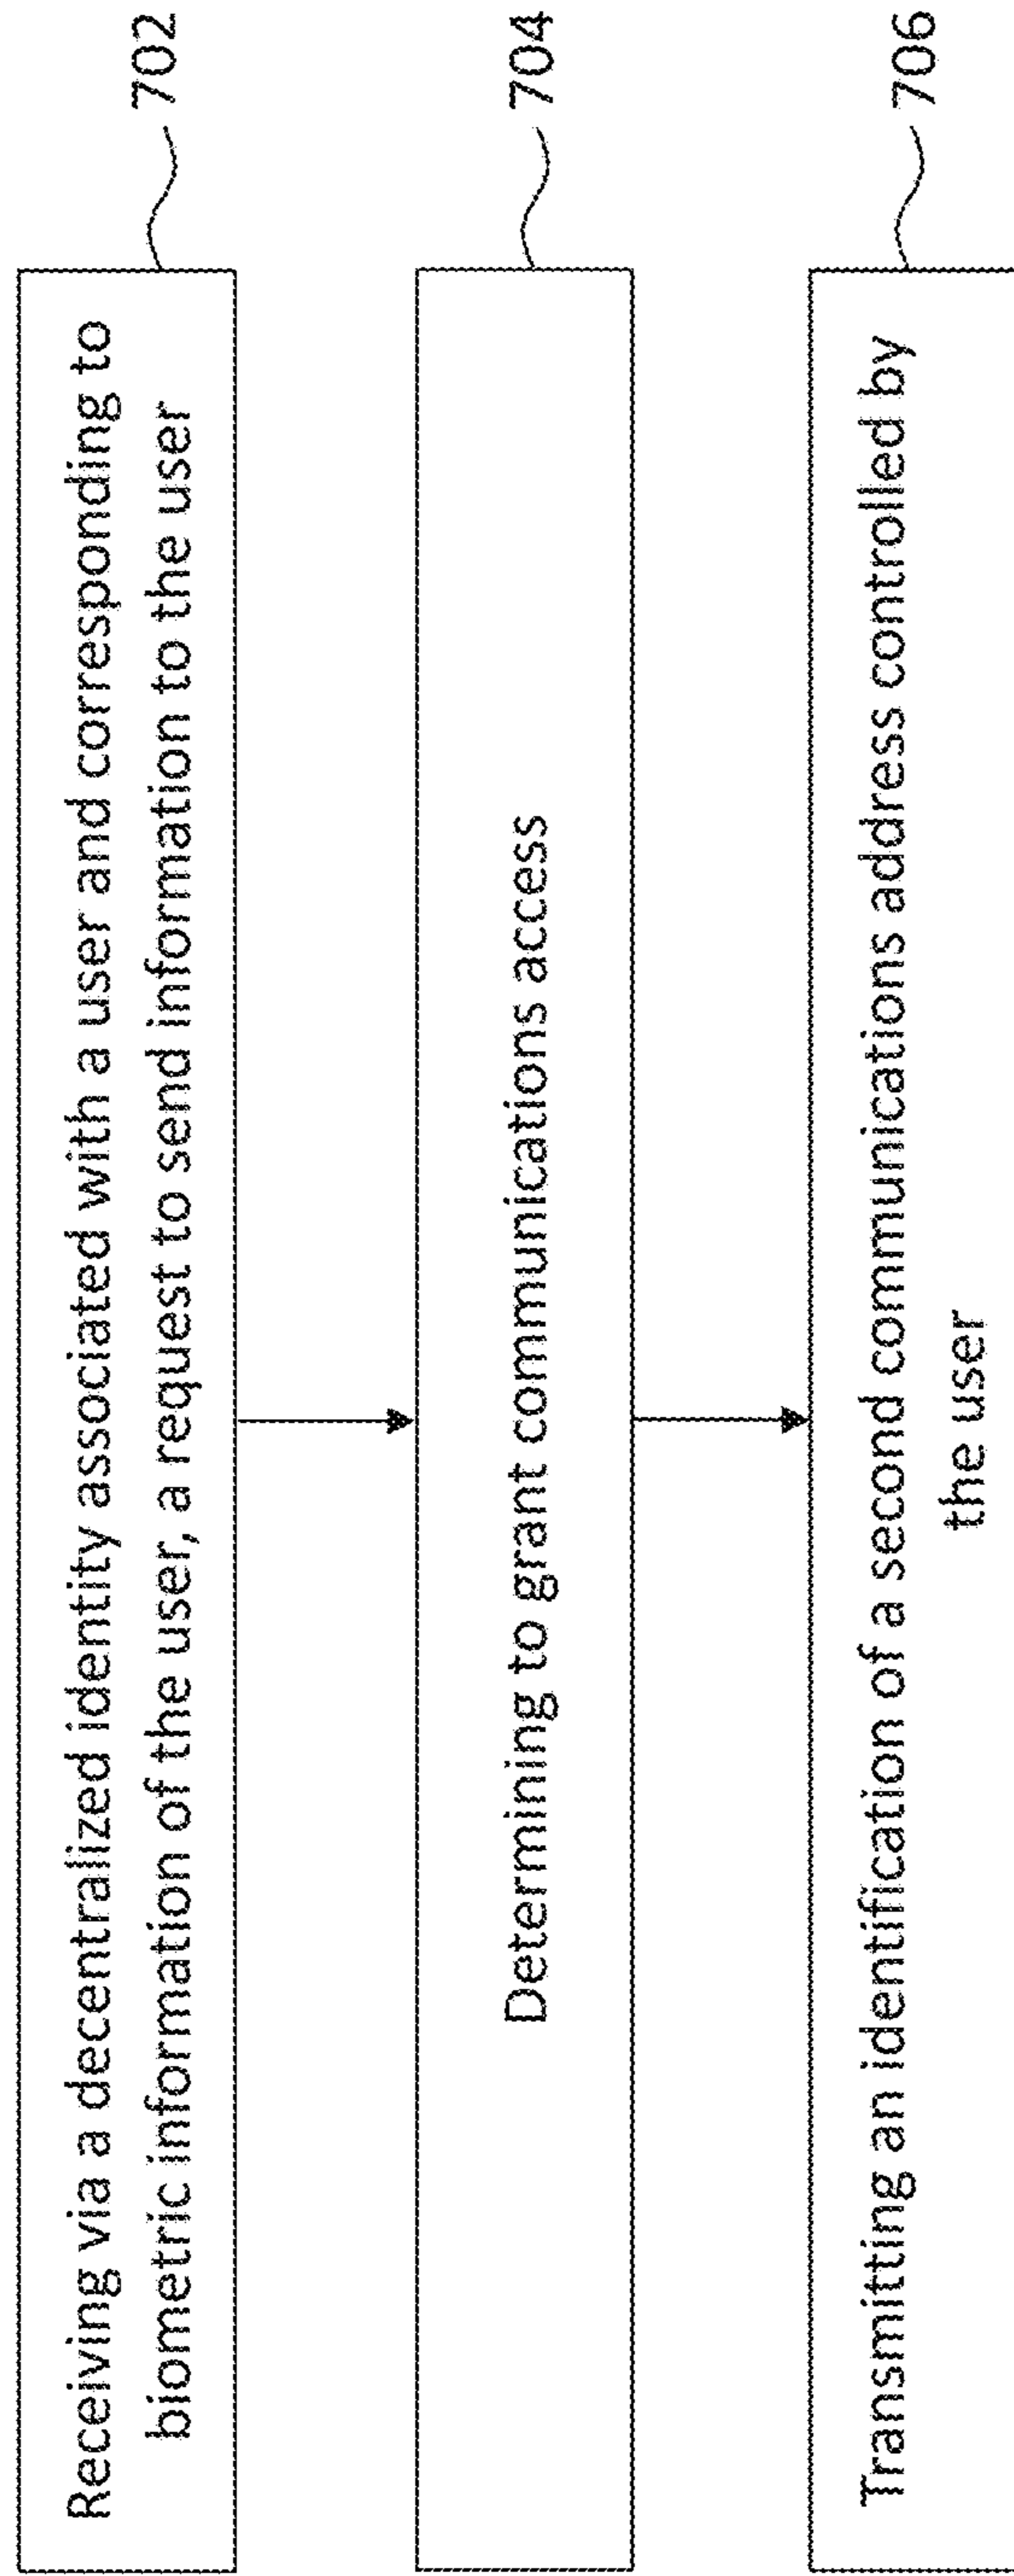 Receiving via a decentralized identity associated with a user and corresponding to
biometric information of the user, a request to send information to the user
702
Determining to grant communications access
704
Transmitting an identification of a second communications address controlled by
the user
706